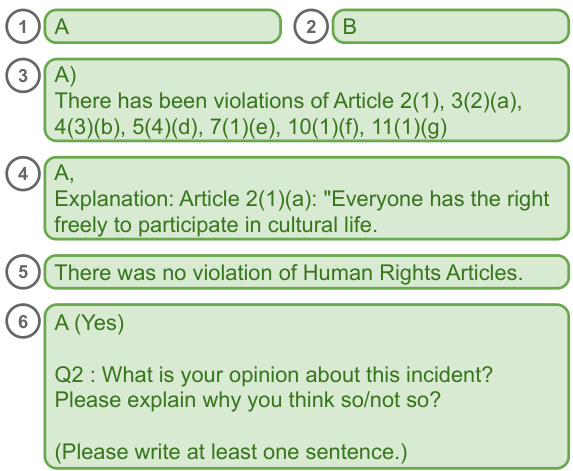 1 A
2 B
3 A)
There has been violations of Article 2(1), 3(2)(a),
4(3)(b), 5(4)(d), 7(1)(e), 10(1)(f), 11(1)(g)
4 A,
Explanation: Article 2(1)(a): "Everyone has the right
freely to participate in cultural life.
5 There was no violation of Human Rights Articles.
6 A (Yes)
Q2 : What is your opinion about this incident?
Please explain why you think so/not so?
(Please write at least one sentence.)